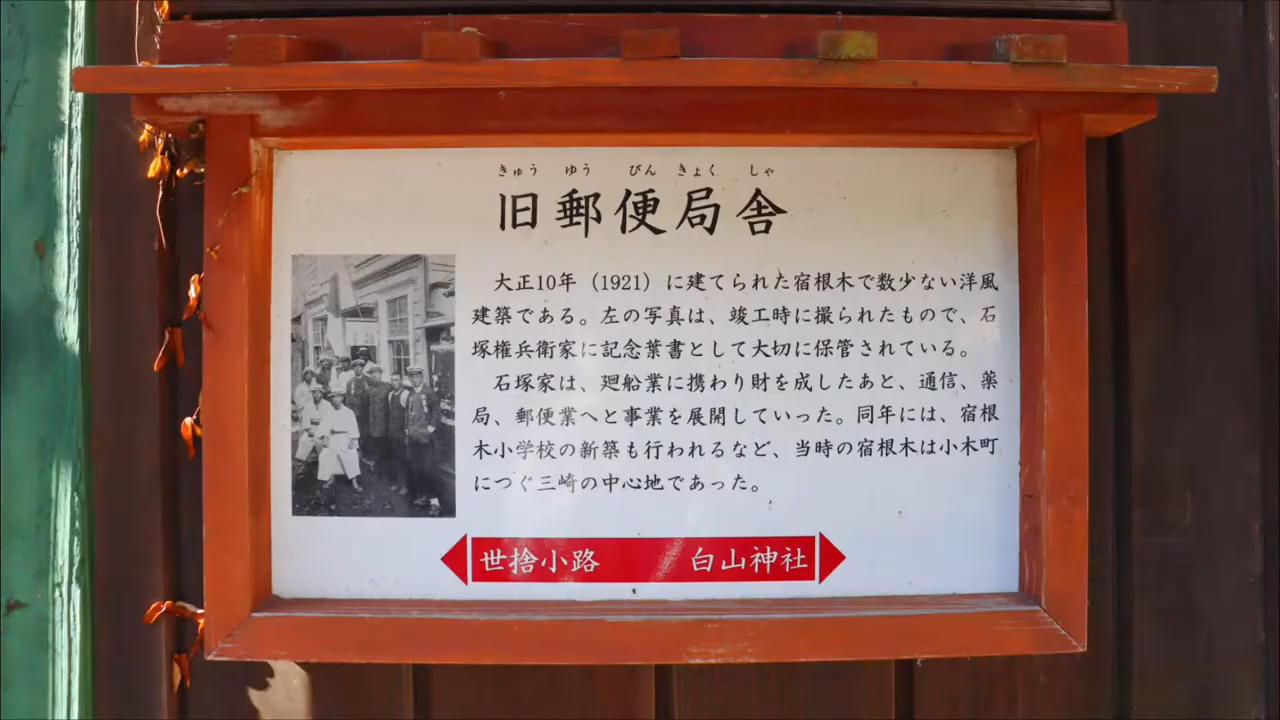 きゅう ゆう びん きょく しゃ
旧郵便局舎
大正10年（1921）に建てられた宿根木で数少ない洋風
建築である。左の写真は、竣工時に撮られたもので、石
塚権兵衛家に記念葉書として大切に保管されている。
石塚家は、廻船業に携わり財を成したあと、通信、薬
局、郵便業へと事業を展開していった。同年には、宿根
木小学校の新築も行われるなど、当時の宿根木は小木町
につぐ三崎の中心地であった。
世捨小路 白山神社